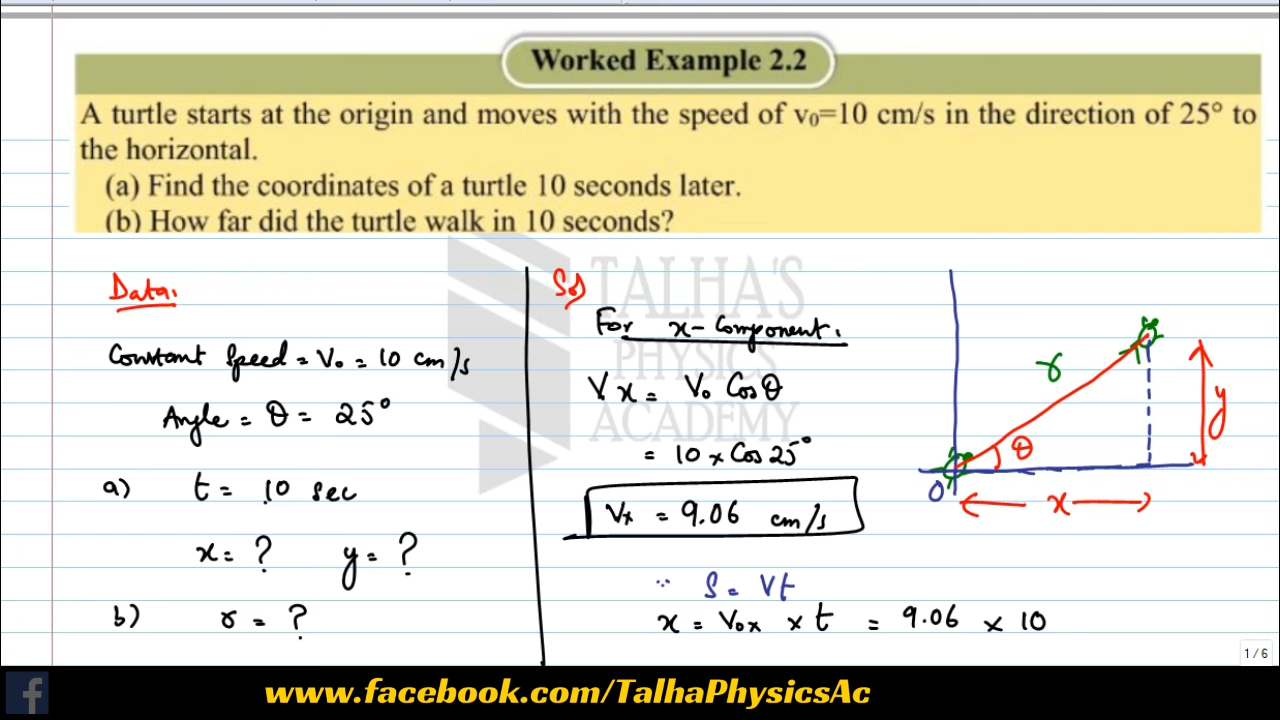 Worked Example 2.2
A turtle starts at the origin and moves with the speed of v₀=10 cm/s in the direction of 25° to
the horizontal.
(a) Find the coordinates of a turtle 10 seconds later.
(b) How far did the turtle walk in 10 seconds?
TALHA'S
PHYSICS
ACADEMY
Data:
Constant Speed = V₀ = 10 cm/s
Angle = θ = 25°
a) t = 10 sec
x = ? y = ?
b) r = ?
Sol
For x-Component.
Vx = V₀ Cosθ
= 10 x Cos 25°
Vx = 9.06 cm/s
∵ S = Vt
x = V₀x x t = 9.06 x 10
r
θ
y
O
x
1 / 6
www.facebook.com/TalhaPhysicsAc